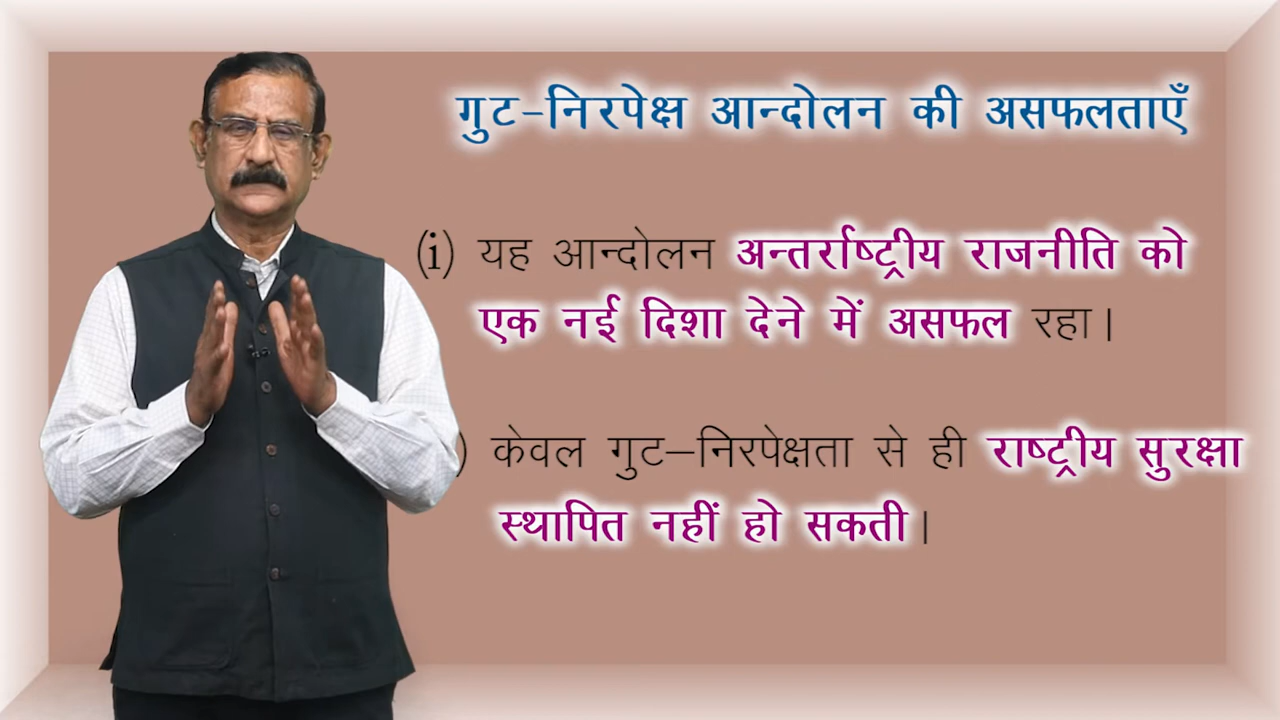 गुट-निरपेक्ष आन्दोलन की असफलताएँ
(i) यह आन्दोलन अन्तर्राष्ट्रीय राजनीति को
एक नई दिशा देने में असफल रहा।
) केवल गुट–निरपेक्षता से ही राष्ट्रीय सुरक्षा
स्थापित नहीं हो सकती।